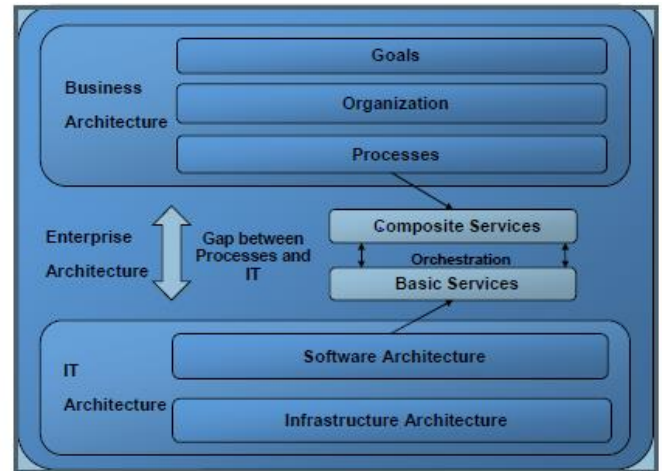 Goals
Business
Architecture
Organization
Processes
Enterprise
Architecture
Gap between
Processes and
IT
Composite Services
Orchestration
Basic Services
IT
Architecture
Software Architecture
Infrastructure Architecture